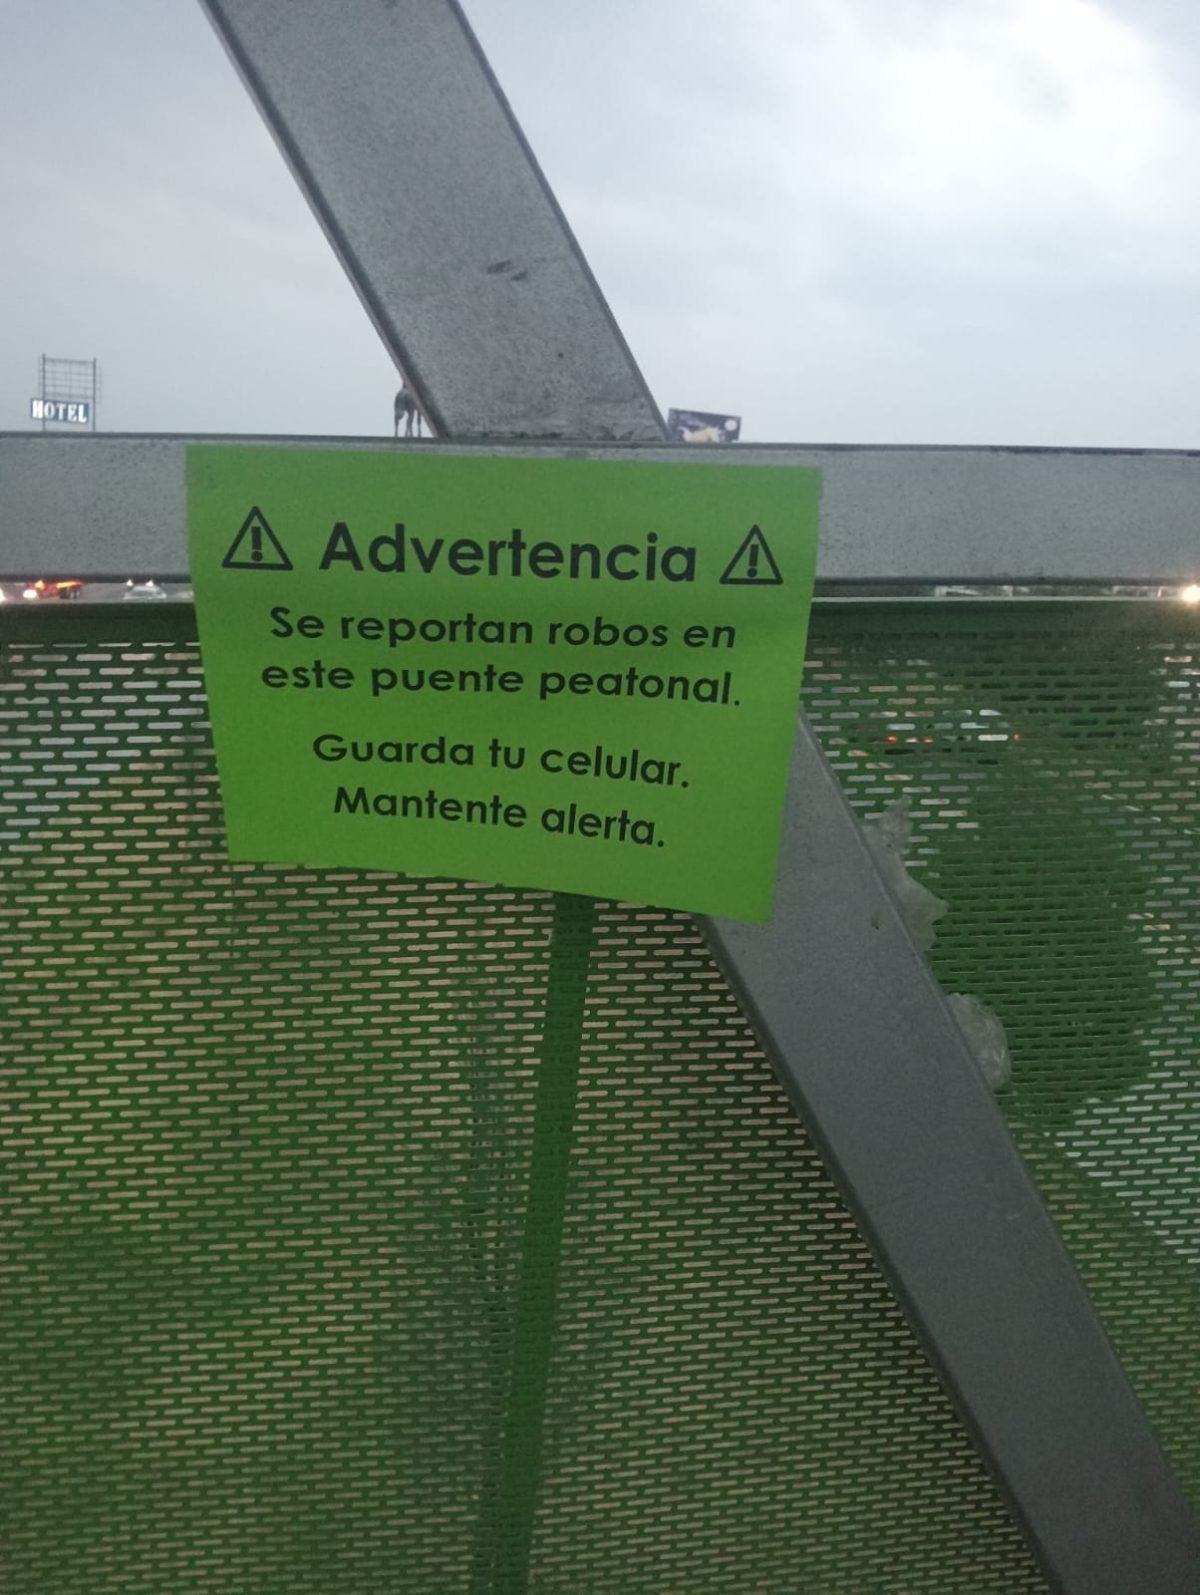 HOTEL
Advertencia
Se reportan robos en
este puente peatonal.
Guarda tu celular.
Mantente alerta.